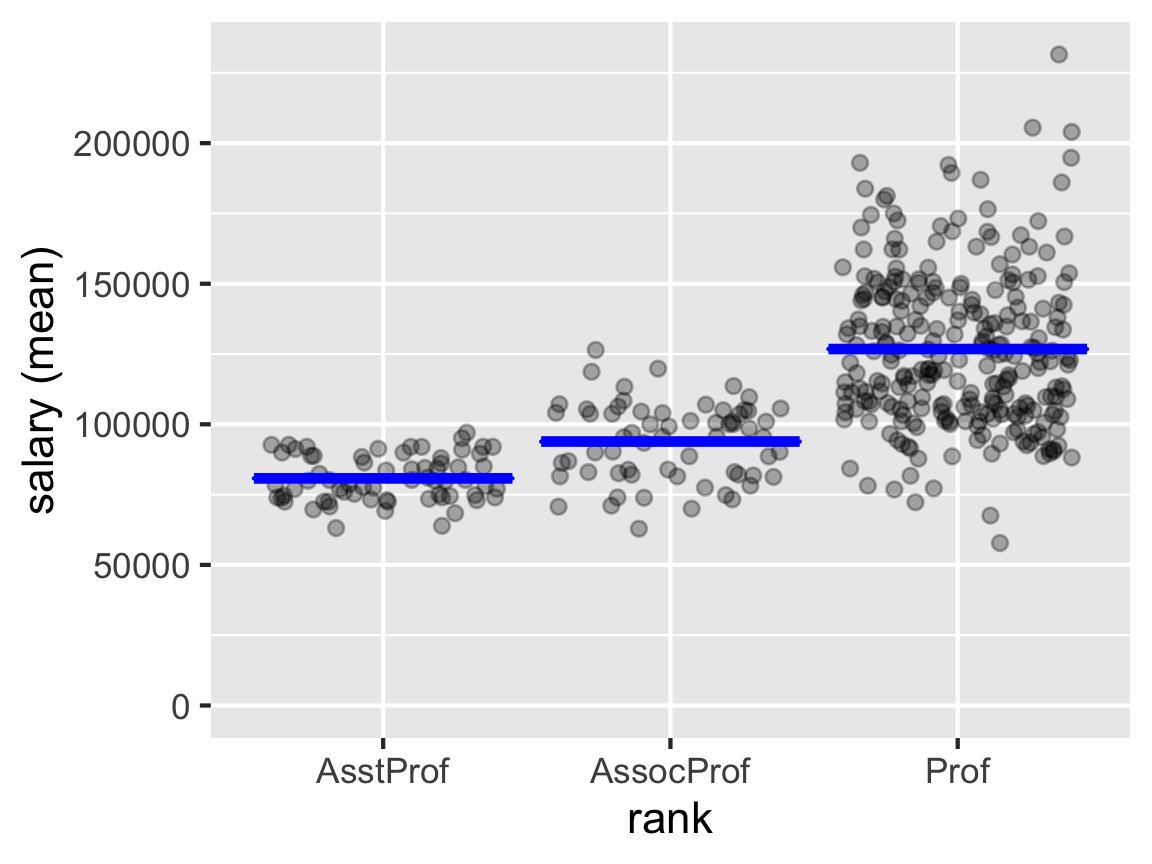 salary (mean)
200000
150000
100000
50000
0
AsstProf
AssocProf
Prof
rank